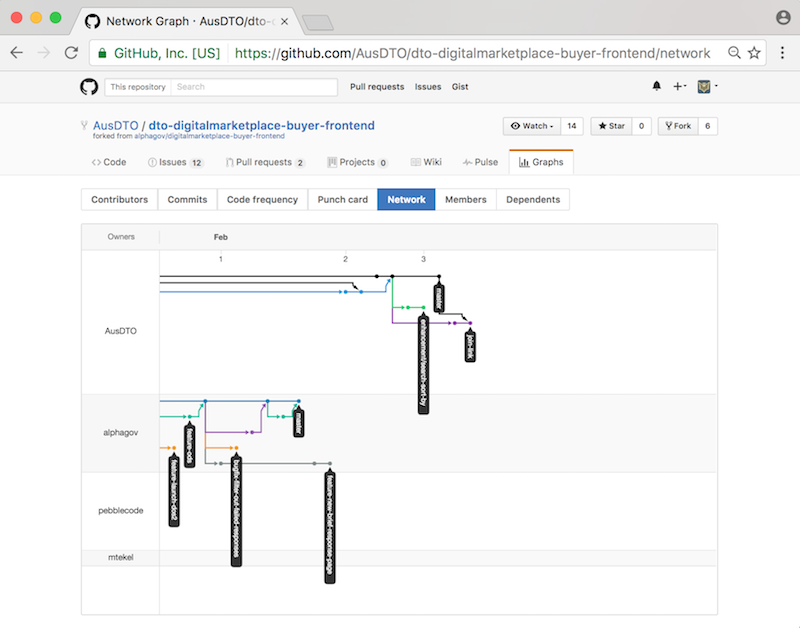 Network Graph · AusDTO/dto-
GitHub, Inc. [US] https://github.com/AusDTO/dto-digitalmarketplace-buyer-frontend/network
This repository Search Pull requests Issues Gist
AusDTO / dto-digitalmarketplace-buyer-frontend Watch 14 Star 0 Fork 6
forked from alphagov/digitalmarketplace-buyer-frontend
Code Issues 12 Pull requests 2 Projects 0 Wiki Pulse Graphs
Contributors Commits Code frequency Punch card Network Members Dependents
Owners Feb
1 2 3
AusDTO
master
enhancement/search-sort-by
join-link
alphagov
master
feature-ods
feature-launch-dos2
bugfix-filter-out-failed-responses
feature-new-brief-response-page
pebblecode
mtekel